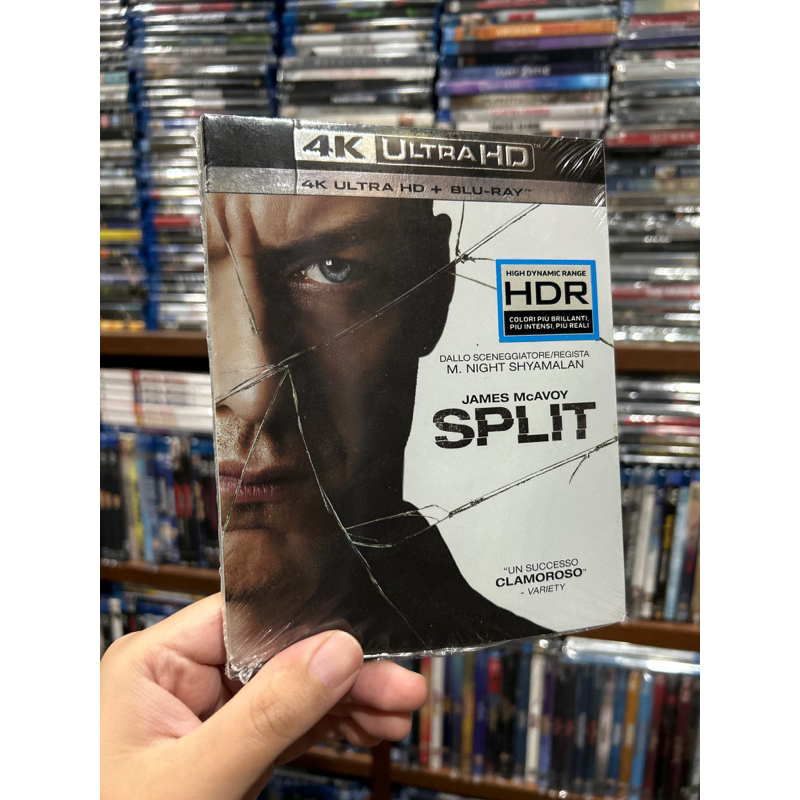 4K ULTRA HD™
4K ULTRA HD + BLU-RAY™
HIGH DYNAMIC RANGE
HDR
COLORI PIÙ BRILLANTI,
PIÙ INTENSI, PIÙ REALI
DALLO SCENEGGIATORE/REGISTA
M. NIGHT SHYAMALAN
JAMES McAVOY
SPLIT
"UN SUCCESSO
CLAMOROSO"
- VARIETY